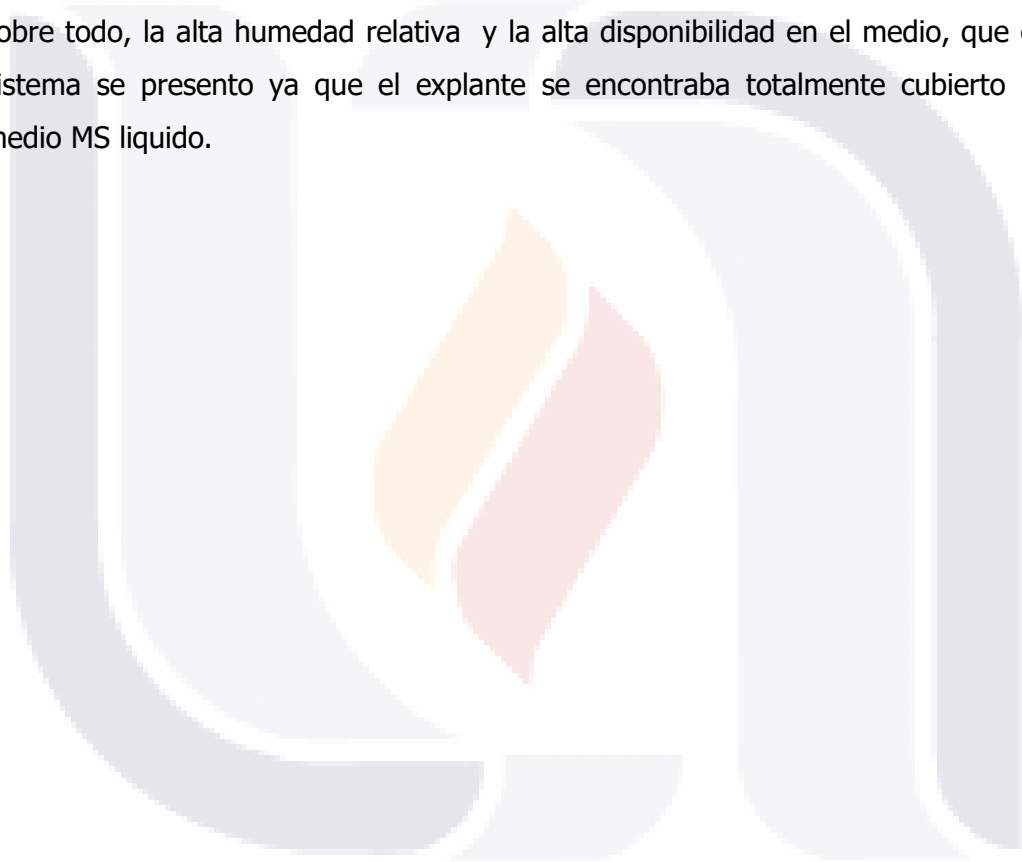 obre todo, la alta humedad relativa y la alta disponibilidad en el medio, que
istema se presento ya que el explante se encontraba totalmente cubierto
nedio MS liquido.